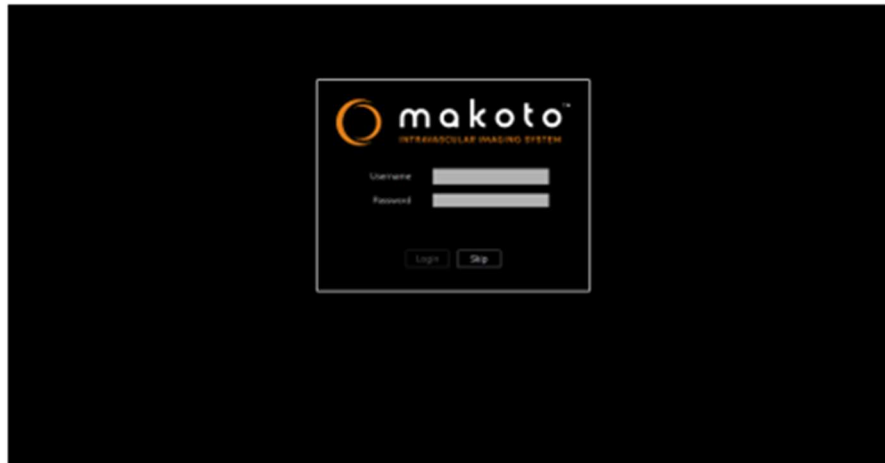 makoto™
INTRAVASCULAR IMAGING SYSTEM
Username
Password
Login Skip